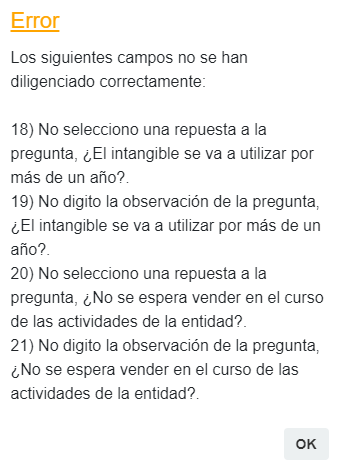 Error
Los siguientes campos no se han
diligenciado correctamente:
18) No selecciono una repuesta a la
pregunta, ¿El intangible se va a utilizar por
más de un año?.
19) No digito la observación de la pregunta,
¿El intangible se va a utilizar por más de un
año?.
20) No selecciono una repuesta a la
pregunta, ¿No se espera vender en el curso
de las actividades de la entidad?.
21) No digito la observación de la pregunta,
¿No se espera vender en el curso de las
actividades de la entidad?.
OK